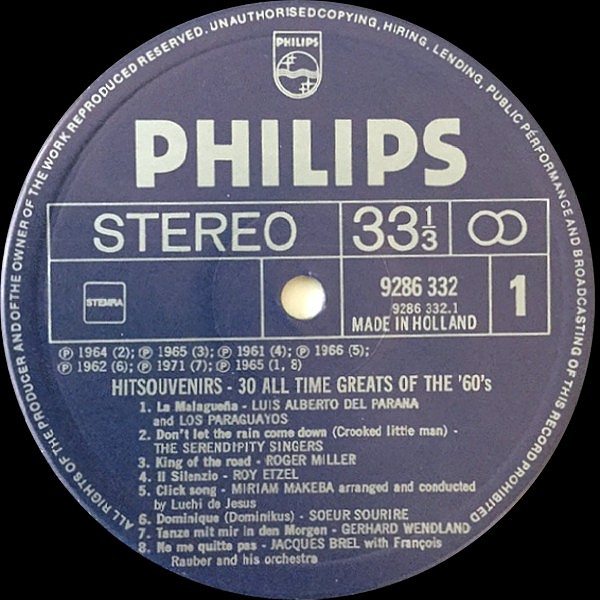 ALL RIGHTS OF THE PRODUCER AND OF THE OWNER OF THE WORK REPRODUCED RESERVED. UNAUTHORISED COPYING, HIRING, LENDING, PUBLIC PERFORMANCE AND BROADCASTING OF THIS RECORD PROHIBITED
PHILIPS
PHILIPS
STEREO
33 1/3
STEMRA
9286 332
9286 332.1
MADE IN HOLLAND
1
℗ 1964 (2); ℗ 1965 (3); ℗ 1961 (4); ℗ 1966 (5);
℗ 1962 (6); ℗ 1971 (7); ℗ 1965 (1, 8)
HITSOUVENIRS - 30 ALL TIME GREATS OF THE '60's
1. La Malagueña - LUIS ALBERTO DEL PARANA
and LOS PARAGUAYOS
2. Don't let the rain come down (Crooked little man) -
THE SERENDIPITY SINGERS
3. King of the road - ROGER MILLER
4. Il Silenzio - ROY ETZEL
5. Click song - MIRIAM MAKEBA arranged and conducted
by Luchi de Jesus
6. Dominique (Dominikus) - SOEUR SOURIRE
7. Tanze mit mir in den Morgen - GERHARD WENDLAND
8. Ne me quitte pas - JACQUES BREL with François
Rauber and his orchestra